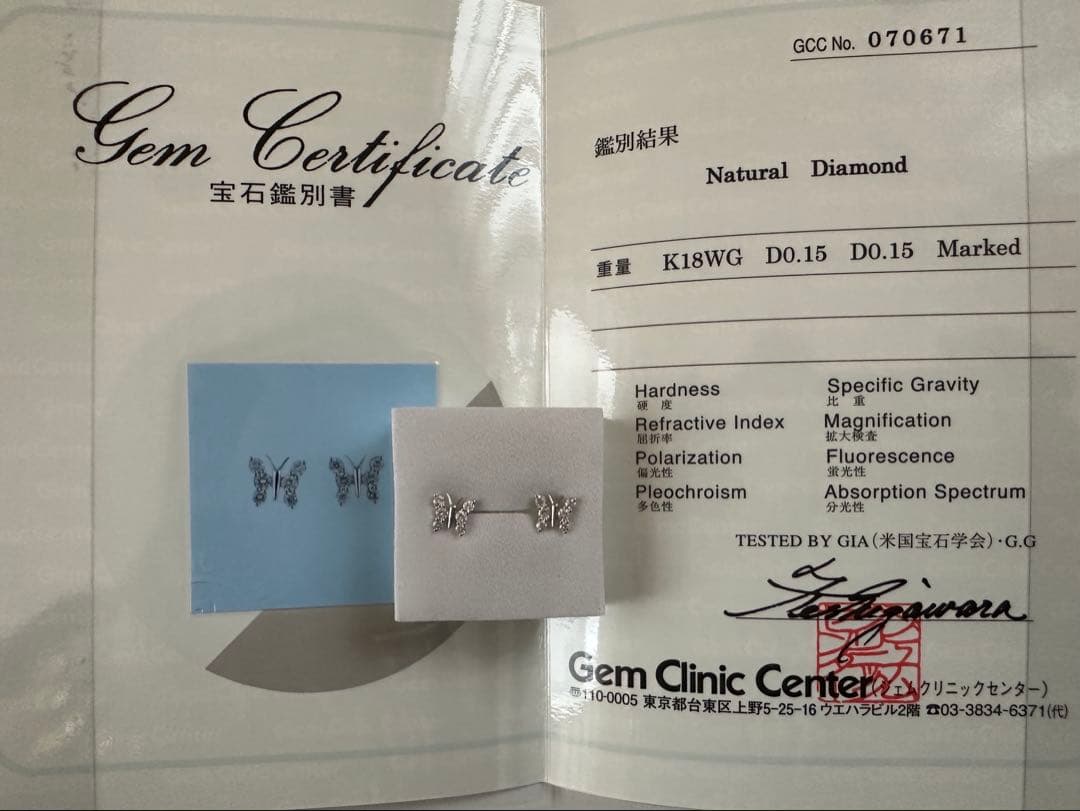 Gem Certificate
宝石鑑別書
GCC No. 070671
鑑別結果
Natural Diamond
重量 K18WG D0.15 D0.15 Marked
Hardness Specific Gravity
硬 度 比 重
Refractive Index Magnification
屈折率 拡大検査
Polarization Fluorescence
偏光性 蛍光性
Pleochroism Absorption Spectrum
多色性 分光性
TESTED BY GIA(米国宝石学会)・G.G
Gem Clinic Center(ジェムクリニックセンター)
〒110-0005 東京都台東区上野5-25-16 ウエハラビル2階 ☎03-3834-6371(代)